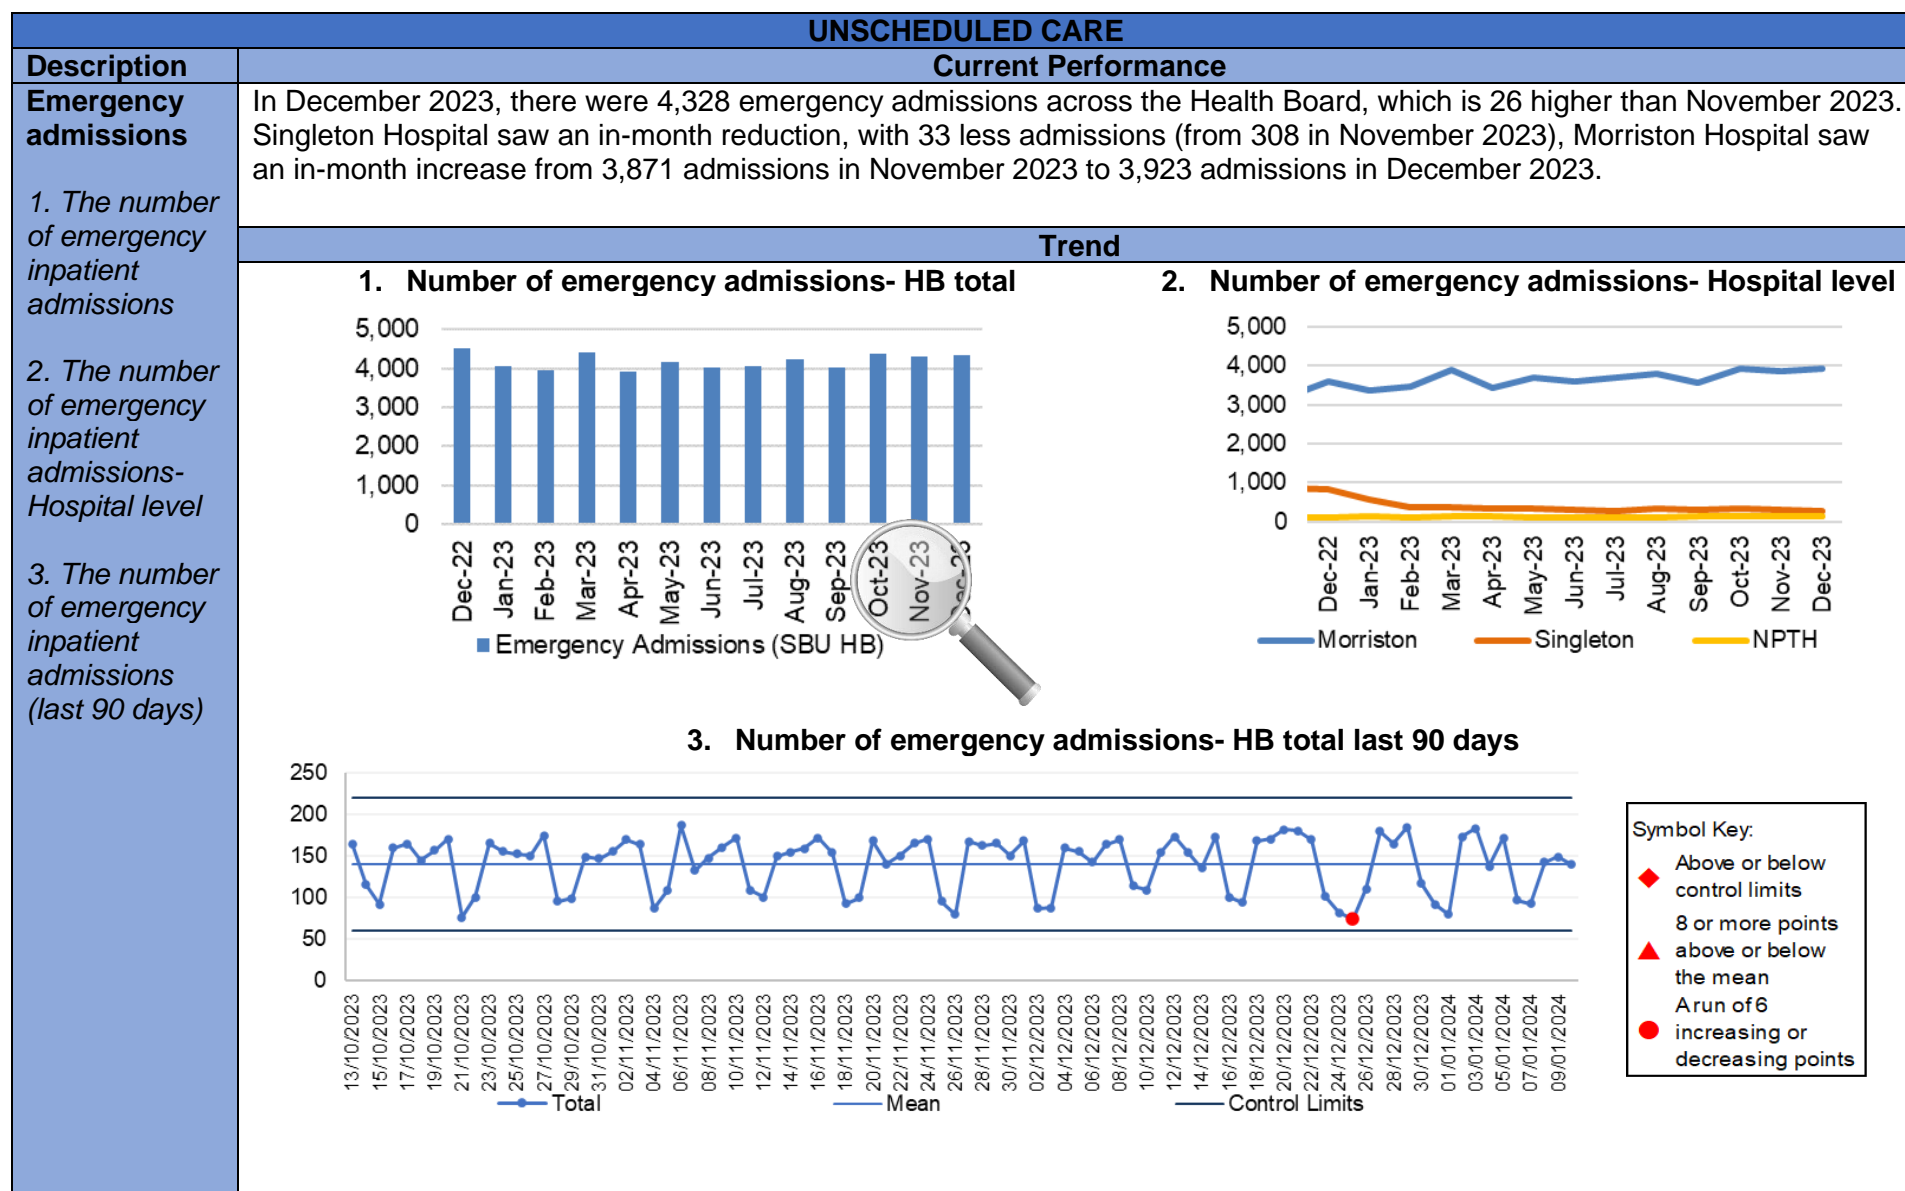 UNSCHEDULED CARE
Description
Current Performance
Emergency
admissions
1. The number
of emergency
inpatient
admissions
2. The number
of emergency
inpatient
admissions-
Hospital level
3. The number
of emergency
inpatient
admissions
(last 90 days)
In December 2023, there were 4,328 emergency admissions across the Health Board, which is 26 higher than November 2023.
Singleton Hospital saw an in-month reduction, with 33 less admissions (from 308 in November 2023), Morriston Hospital saw
an in-month increase from 3,871 admissions in November 2023 to 3,923 admissions in December 2023.
Trend
1. Number of emergency admissions- HB total
5,000
4,000
3,000
2,000
1,000
0
Dec-22
Jan-23
Feb-23
Mar-23
Apr-23
May-23
Jun-23
Jul-23
Aug-23
Sep-23
Oct-23
Nov-23
Dec-23
Emergency Admissions (SBU HB)
2. Number of emergency admissions- Hospital level
5,000
4,000
3,000
2,000
1,000
0
Dec-22
Jan-23
Feb-23
Mar-23
Apr-23
May-23
Jun-23
Jul-23
Aug-23
Sep-23
Oct-23
Nov-23
Dec-23
Morriston
Singleton
NPTH
3. Number of emergency admissions- HB total last 90 days
250
200
150
100
50
0
13/10/2023
15/10/2023
17/10/2023
19/10/2023
21/10/2023
23/10/2023
25/10/2023
27/10/2023
29/10/2023
31/10/2023
02/11/2023
04/11/2023
06/11/2023
08/11/2023
10/11/2023
12/11/2023
14/11/2023
16/11/2023
18/11/2023
20/11/2023
22/11/2023
24/11/2023
26/11/2023
28/11/2023
30/11/2023
02/12/2023
04/12/2023
06/12/2023
08/12/2023
10/12/2023
12/12/2023
14/12/2023
16/12/2023
18/12/2023
20/12/2023
22/12/2023
24/12/2023
26/12/2023
28/12/2023
30/12/2023
01/01/2024
03/01/2024
05/01/2024
07/01/2024
09/01/2024
Total
Mean
Control Limits
Symbol Key:
Above or below
control limits
8 or more points
above or below
the mean
A run of 6
increasing or
decreasing points